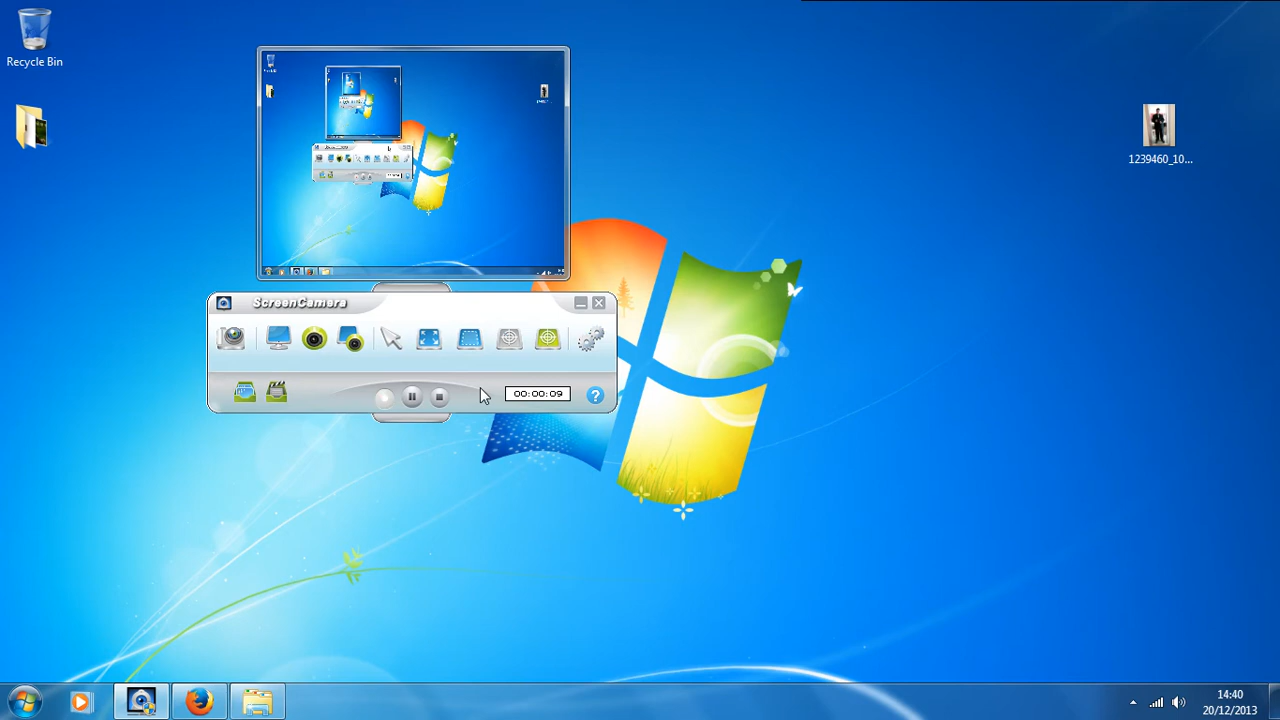 Recycle Bin
1239460_10...
ScreenCamera
00:00:09
?
14:40
20/12/2013